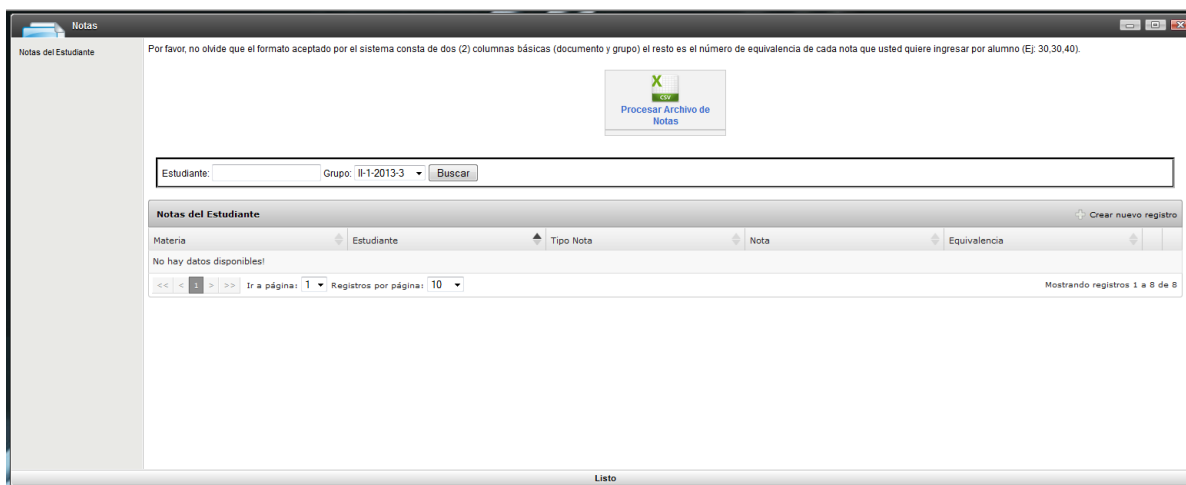 Notas
Notas del Estudiante
Por favor, no olvide que el formato aceptado por el sistema consta de dos (2) columnas básicas (documento y grupo) el resto es el número de equivalencia de cada nota que usted quiere ingresar por alumno (Ej: 30,30,40).
X
CSV
Procesar Archivo de
Notas
Estudiante: Grupo: II-1-2013-3 Buscar
Notas del Estudiante Crear nuevo registro
Materia Estudiante Tipo Nota Nota Equivalencia
No hay datos disponibles!
<< < 1 > >> Ir a página: 1 Registros por página: 10 Mostrando registros 1 a 8 de 8
Listo